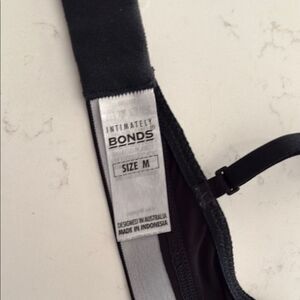 INTIMATELY
BONDS
SIZE M
DESIGNED IN AUSTRALIA
MADE IN INDONESIA